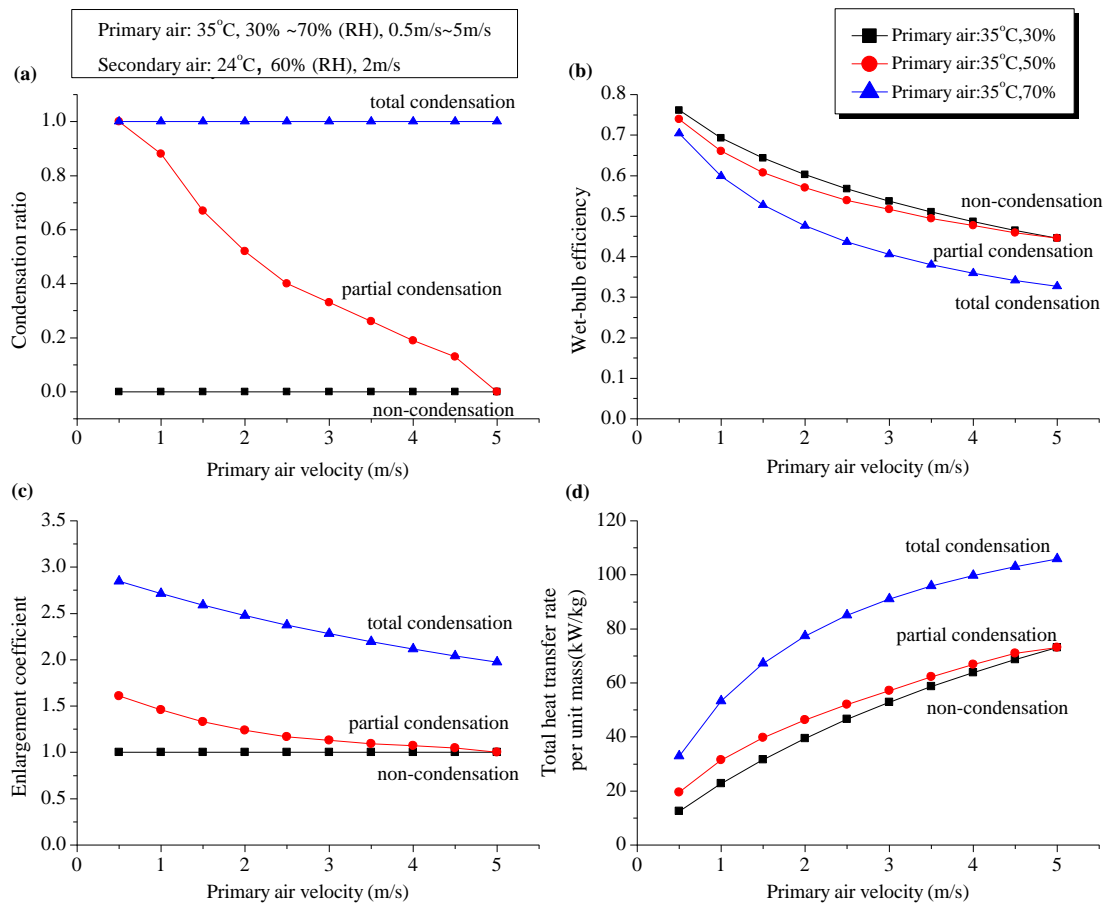 Primary air: 35°C, 30% ~70% (RH), 0.5m/s~5m/s
Secondary air: 24°C, 60% (RH), 2m/s
Primary air:35°C,30%
Primary air:35°C,50%
Primary air:35°C,70%
(a)
total condensation
partial condensation
non-condensation
Condensation ratio
1.0
0.8
0.6
0.4
0.2
0.0
0 1 2 3 4 5
Primary air velocity (m/s)
(b)
non-condensation
partial condensation
total condensation
Wet-bulb efficiency
0.8
0.7
0.6
0.5
0.4
0.3
0.2
0.1
0.0
0 1 2 3 4 5
Primary air velocity (m/s)
(c)
total condensation
partial condensation
non-condensation
Enlargement coefficient
3.5
3.0
2.5
2.0
1.5
1.0
0.5
0.0
0 1 2 3 4 5
Primary air velocity (m/s)
(d)
total condensation
partial condensation
non-condensation
Total heat transfer rate
per unit mass(kW/kg)
120
100
80
60
40
20
0
0 1 2 3 4 5
Primary air velocity (m/s)